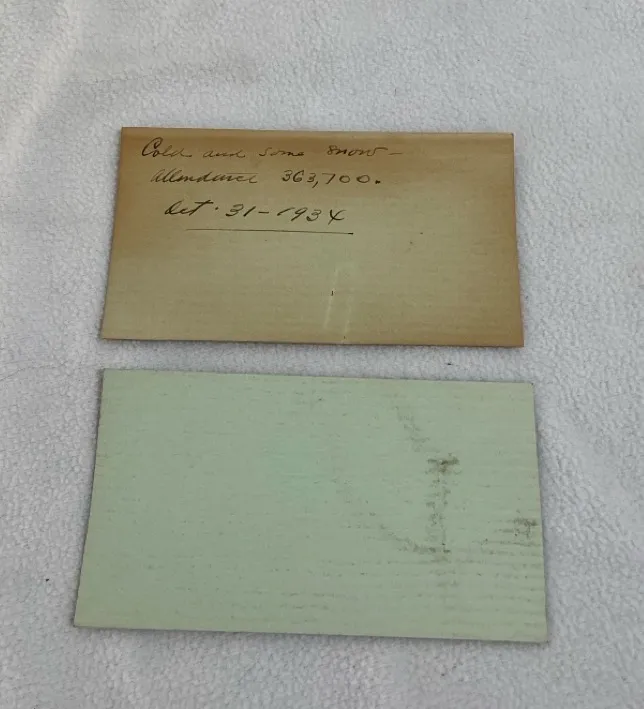 Cold and some snow —
Attendance 363,700.
Oct. 31 - 1934